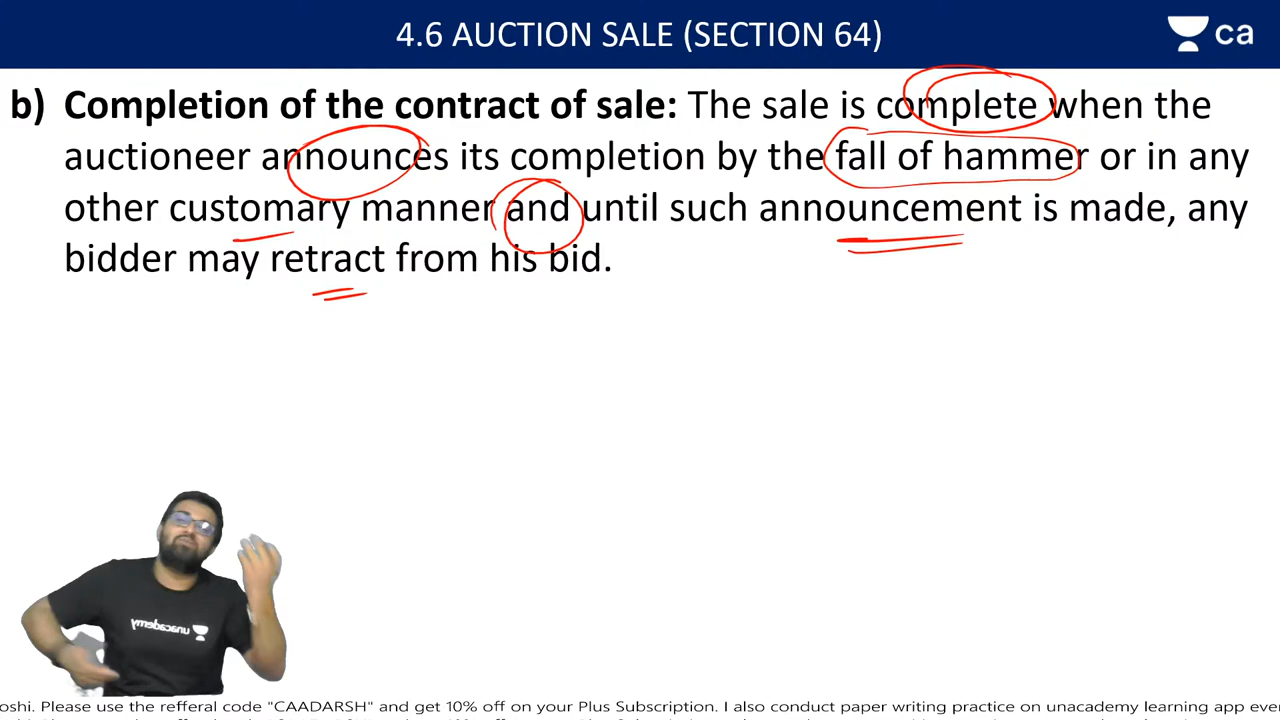 4.6 AUCTION SALE (SECTION 64)
ca
b) Completion of the contract of sale: The sale is complete when the
auctioneer announces its completion by the fall of hammer or in any
other customary manner and until such announcement is made, any
bidder may retract from his bid.
unacademy
oshi. Please use the refferal code "CAADARSH" and get 10% off on your Plus Subscription. I also conduct paper writing practice on unacademy learning app eve